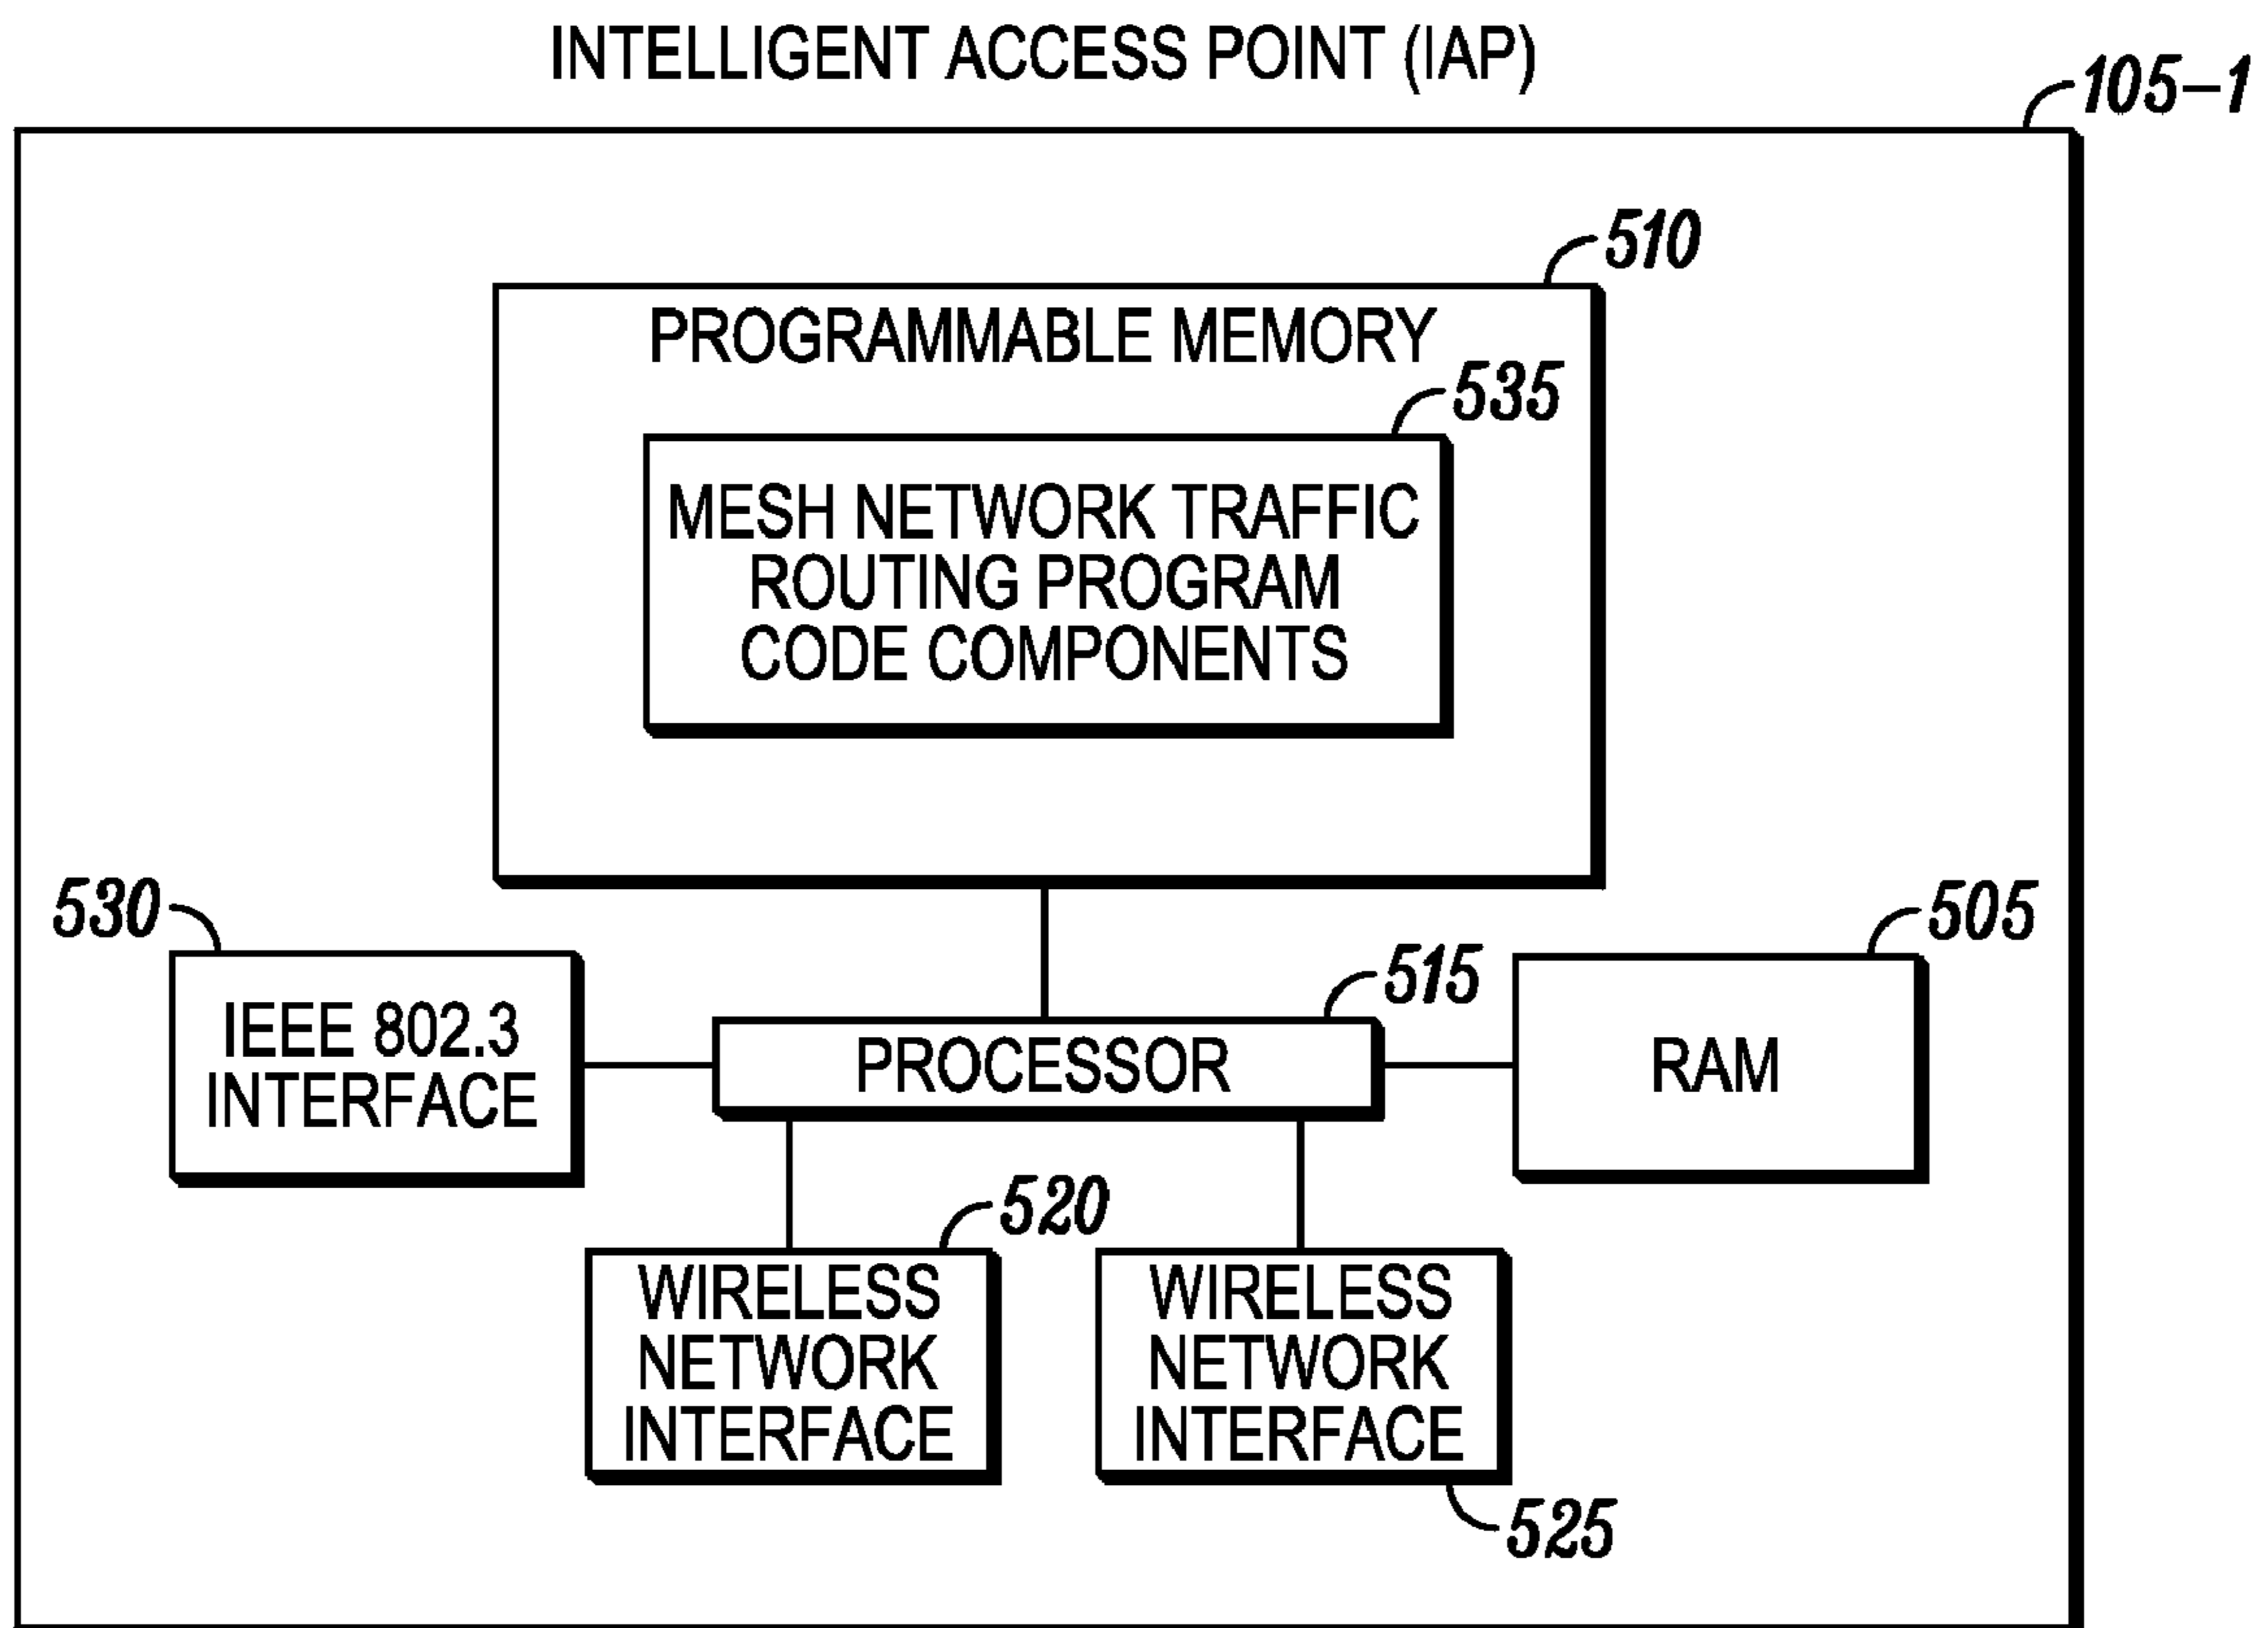 INTELLIGENT ACCESS POINT (IAP)
105-1
510
PROGRAMMABLE MEMORY
535
MESH NETWORK TRAFFIC
ROUTING PROGRAM
CODE COMPONENTS
530
505
515
IEEE 802.3
INTERFACE
PROCESSOR
RAM
520
WIRELESS
NETWORK
INTERFACE
WIRELESS
NETWORK
INTERFACE
525